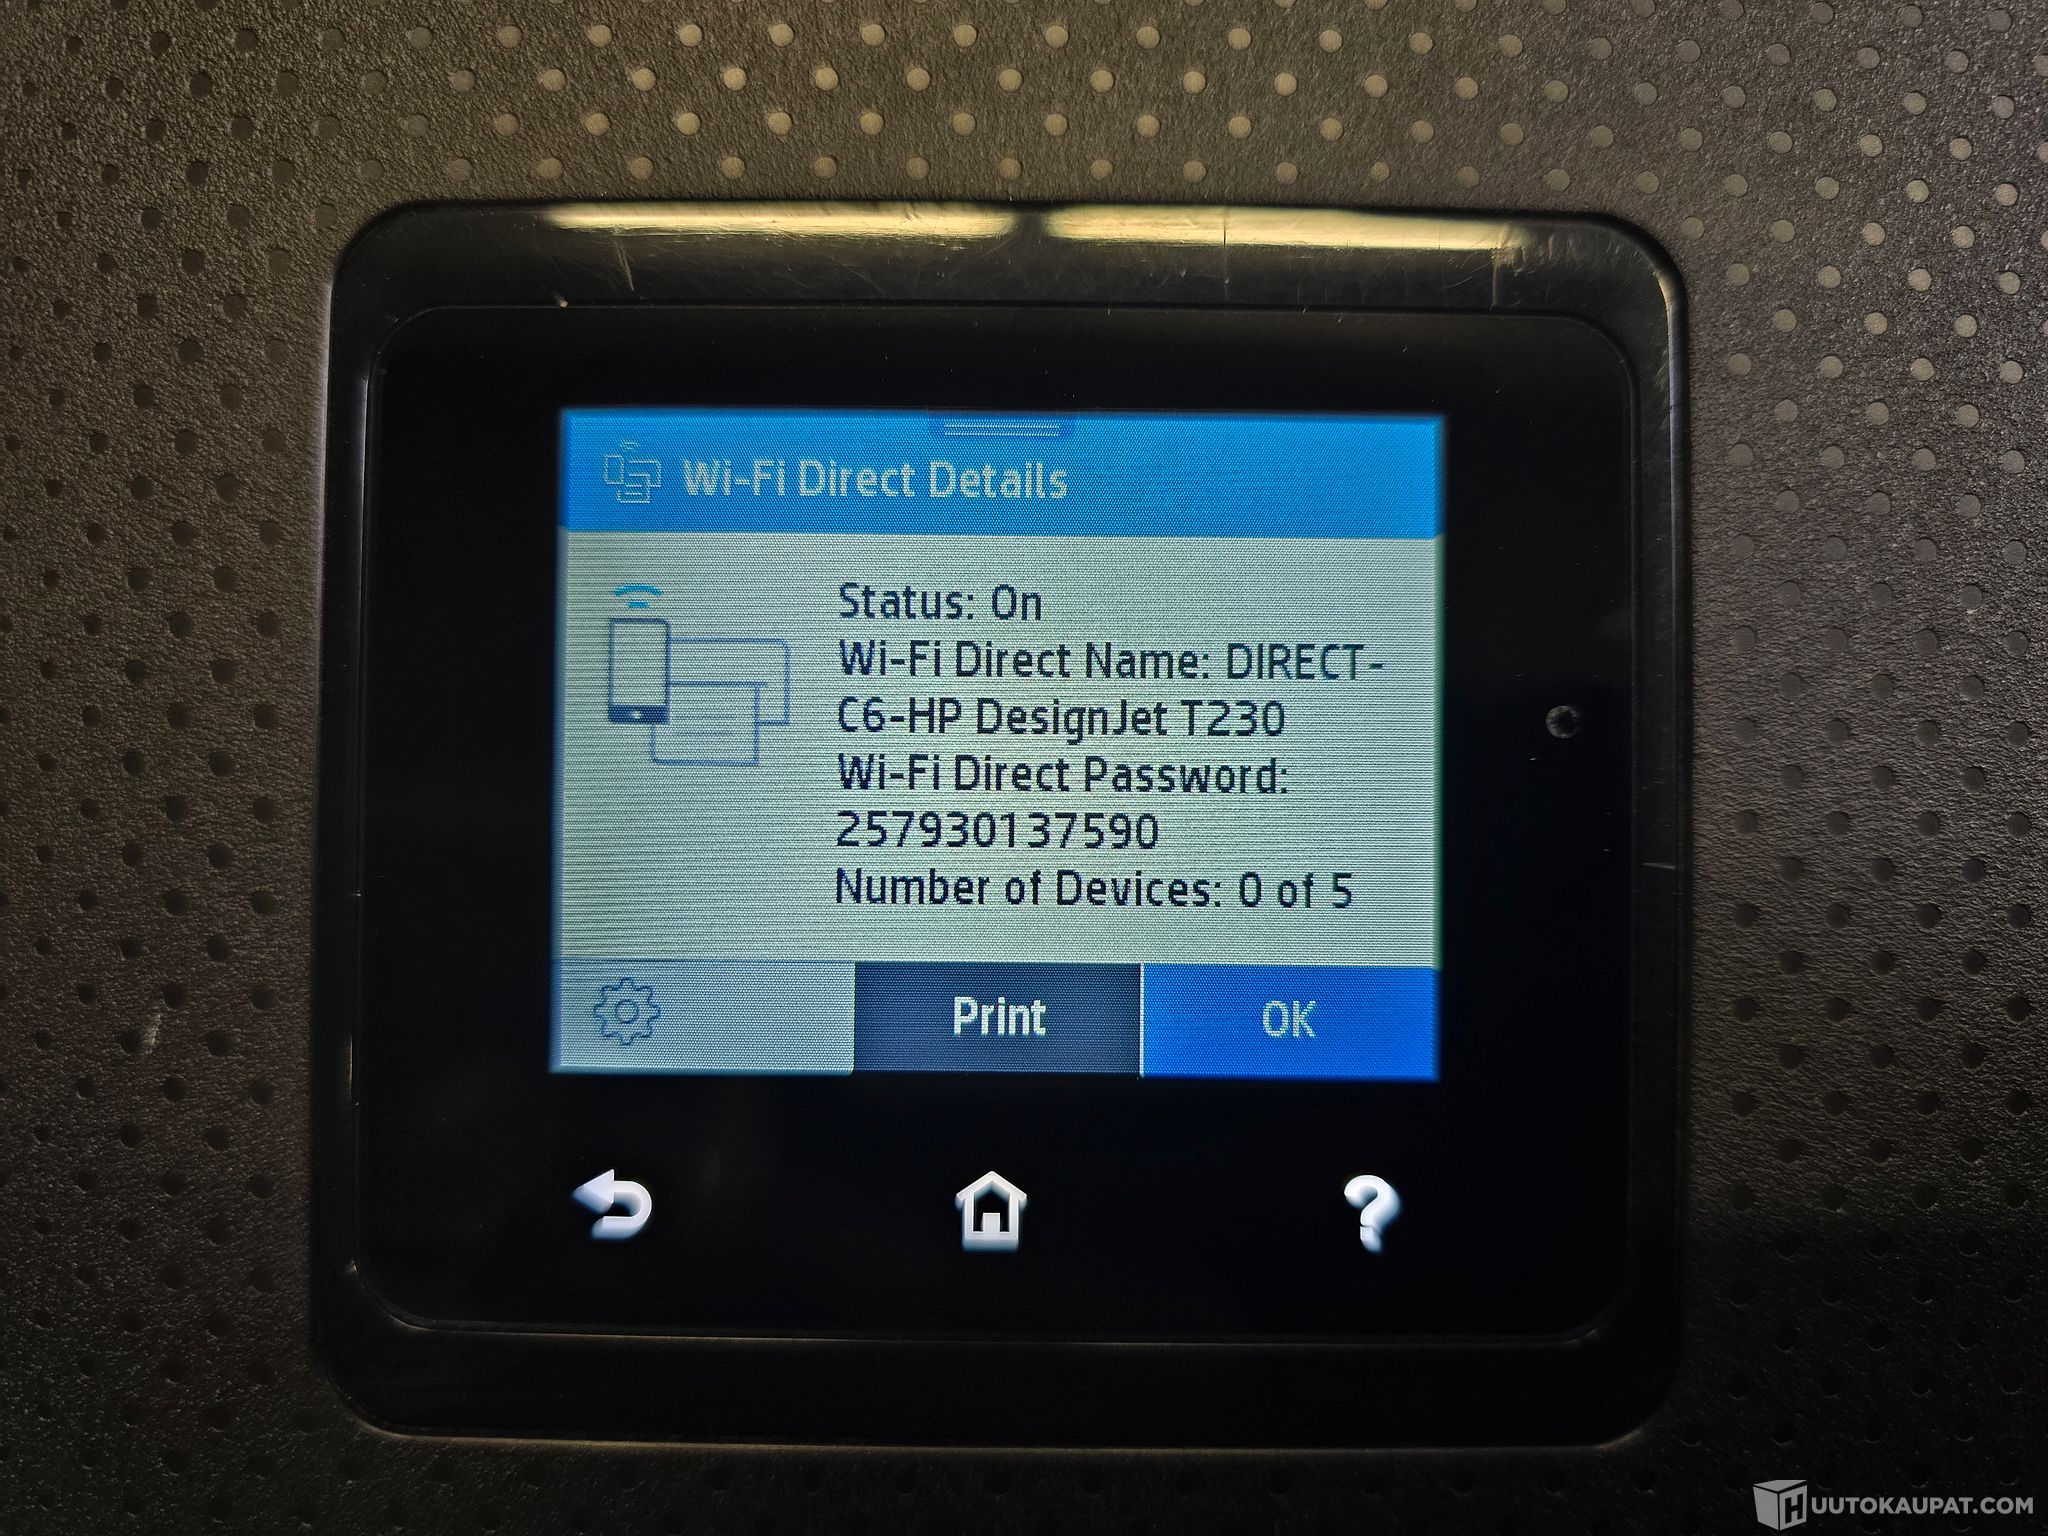 Wi-Fi Direct Details
Status: On
Wi-Fi Direct Name: DIRECT-
C6-HP DesignJet T230
Wi-Fi Direct Password:
257930137590
Number of Devices: 0 of 5
Print
OK
?
HUUTOKAUPAT.COM